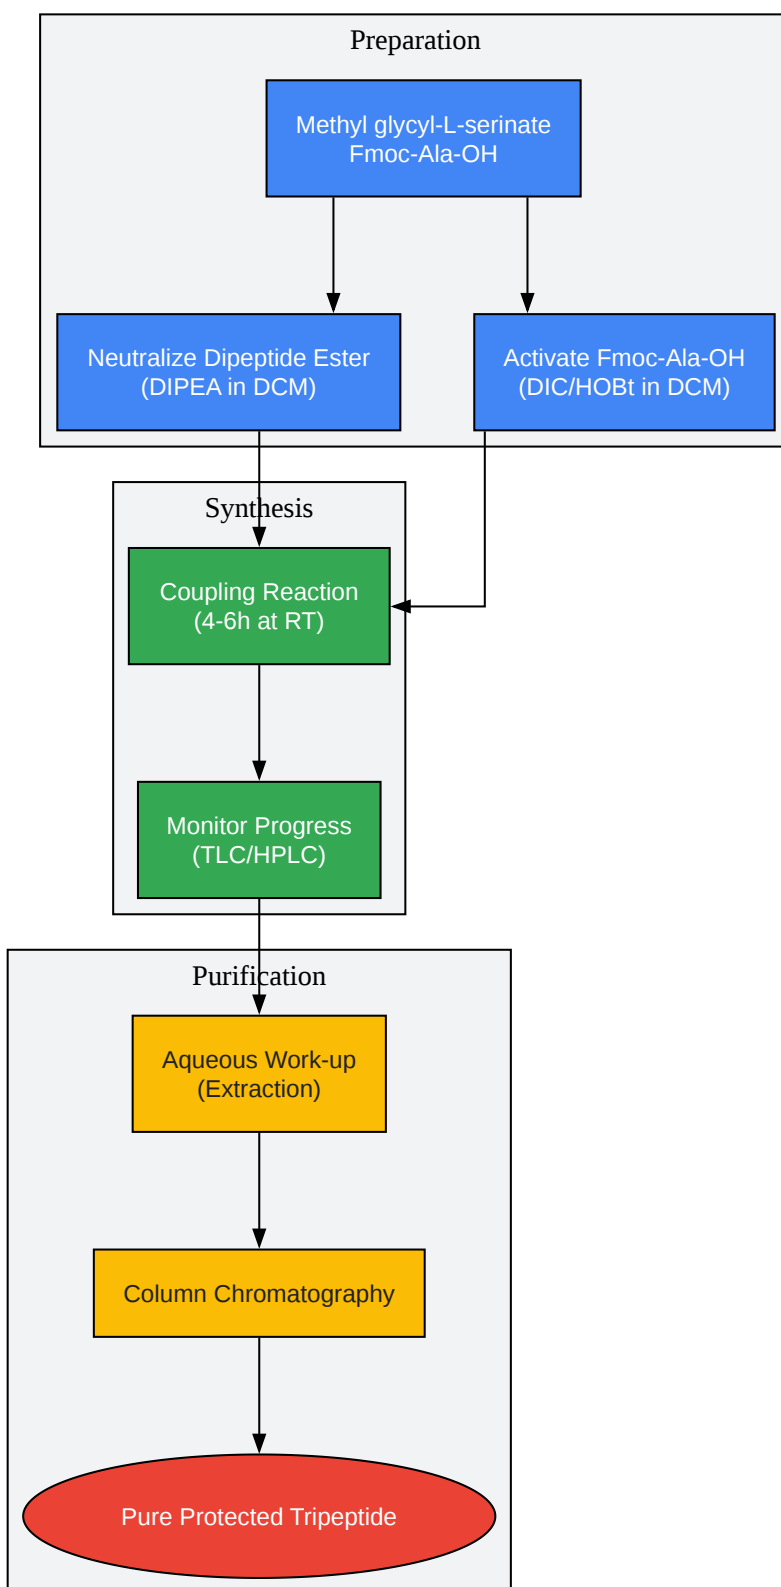 Preparation
Methyl glycyl-L-serinate
Fmoc-Ala-OH
Neutralize Dipeptide Ester
(DIPEA in DCM)
Activate Fmoc-Ala-OH
(DIC/HOBt in DCM)
Synthesis
Coupling Reaction
(4-6h at RT)
Monitor Progress
(TLC/HPLC)
Purification
Aqueous Work-up
(Extraction)
Column Chromatography
Pure Protected Tripeptide